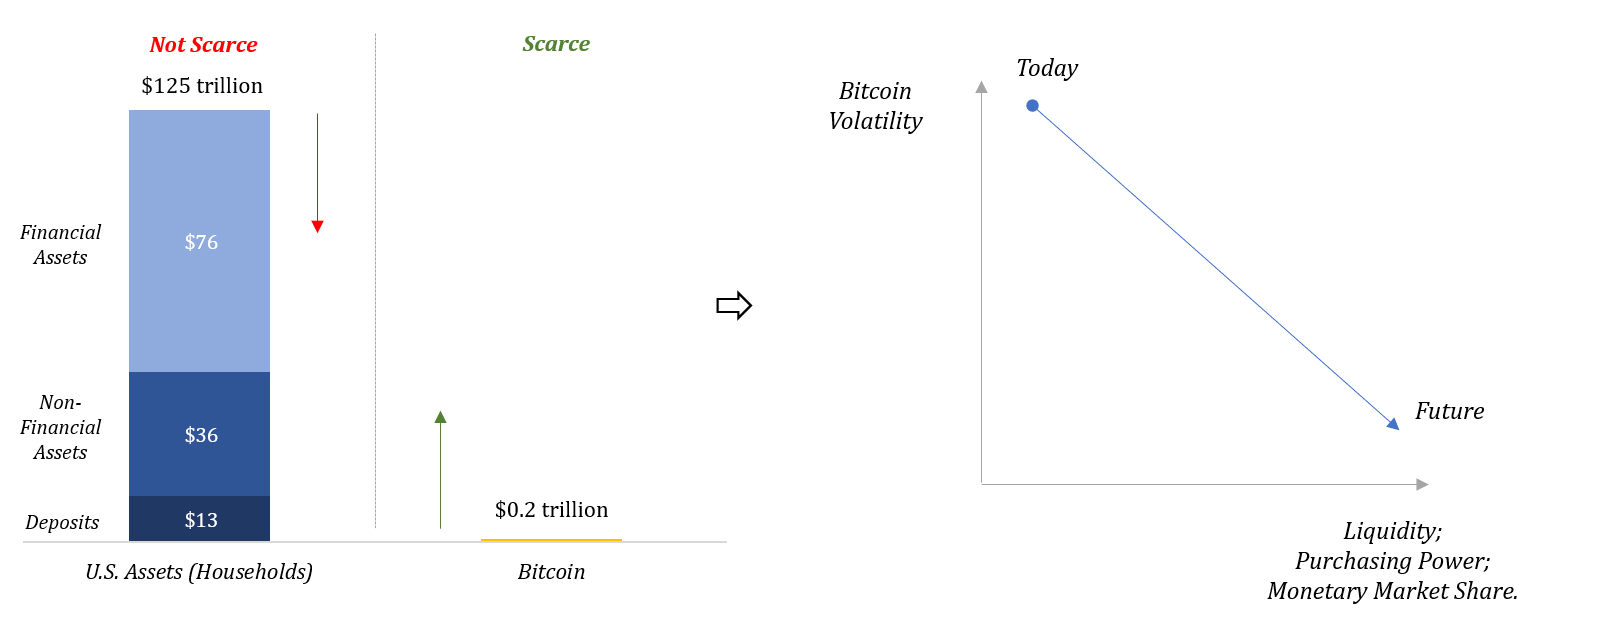 Not Scarce
$125 trillion
Financial
Assets
$76
Non-
Financial
Assets
$36
Deposits
$13
U.S. Assets (Households)
Scarce
$0.2 trillion
Bitcoin
Bitcoin
Volatility
Today
Future
Liquidity;
Purchasing Power;
Monetary Market Share.